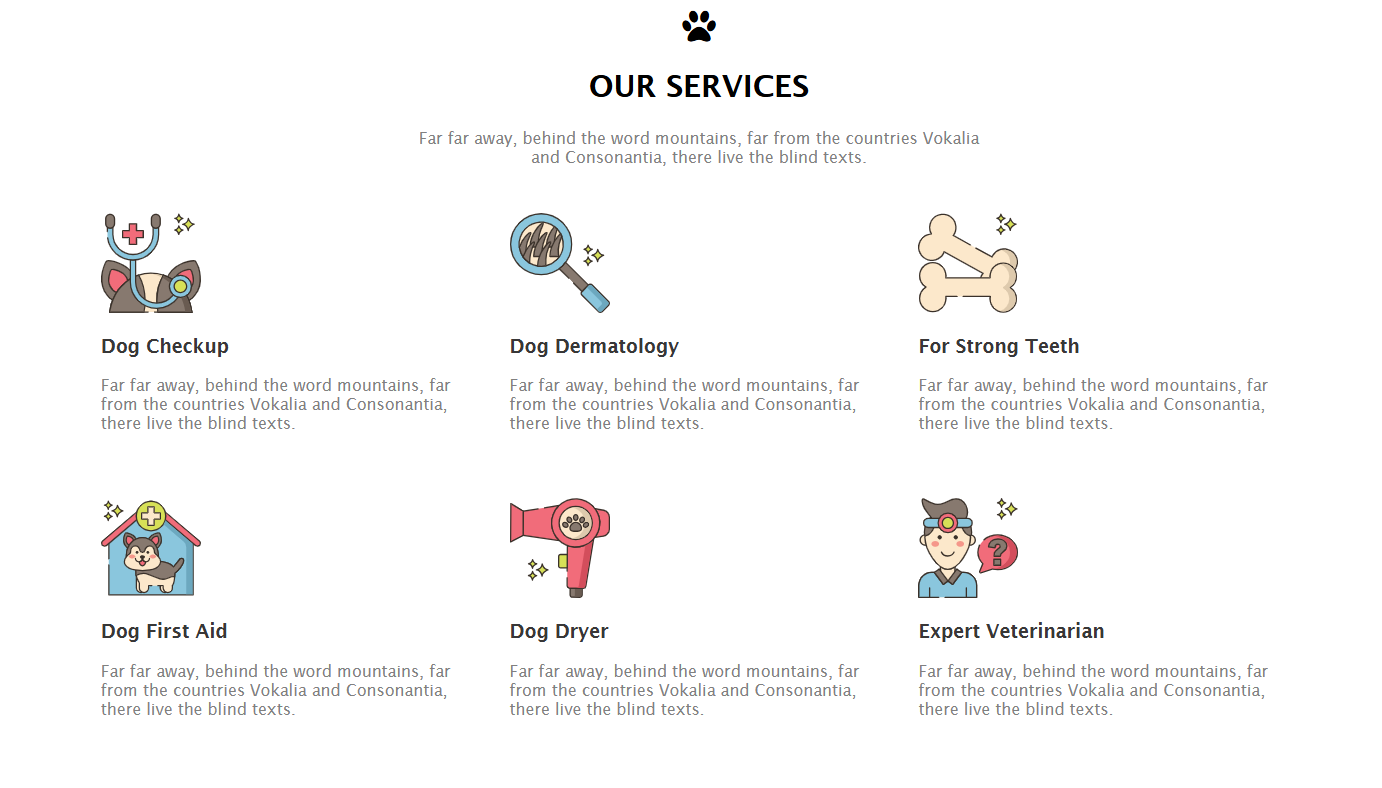 OUR SERVICES
Far far away, behind the word mountains, far from the countries Vokalia
and Consonantia, there live the blind texts.
Dog Checkup
Far far away, behind the word mountains, far
from the countries Vokalia and Consonantia,
there live the blind texts.
Dog Dermatology
Far far away, behind the word mountains, far
from the countries Vokalia and Consonantia,
there live the blind texts.
For Strong Teeth
Far far away, behind the word mountains, far
from the countries Vokalia and Consonantia,
there live the blind texts.
Dog First Aid
Far far away, behind the word mountains, far
from the countries Vokalia and Consonantia,
there live the blind texts.
Dog Dryer
Far far away, behind the word mountains, far
from the countries Vokalia and Consonantia,
there live the blind texts.
?
Expert Veterinarian
Far far away, behind the word mountains, far
from the countries Vokalia and Consonantia,
there live the blind texts.